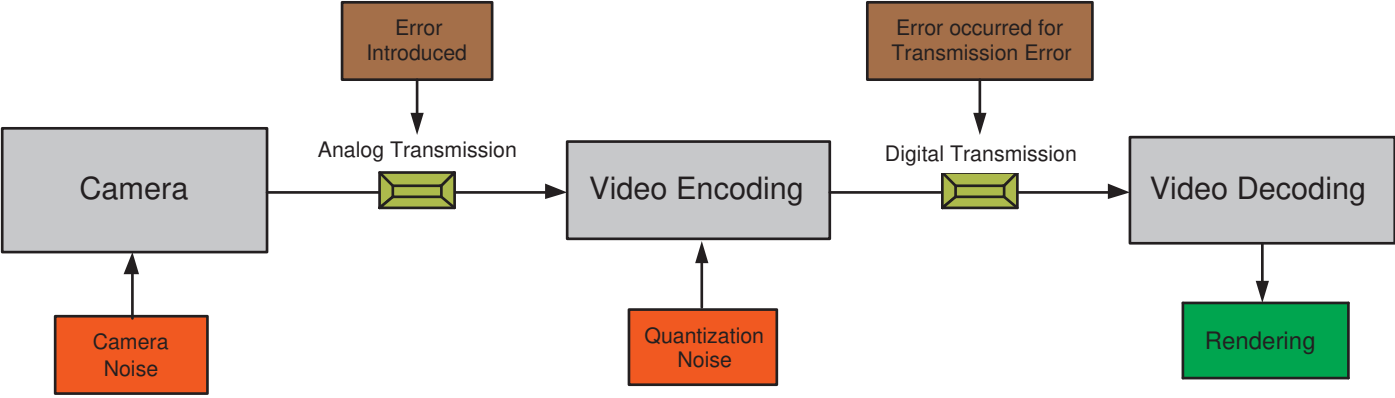 Error
Introduced
Error occurred for
Transmission Error
Analog Transmission
Digital Transmission
Camera
Video Encoding
Video Decoding
Camera
Noise
Quantization
Noise
Rendering